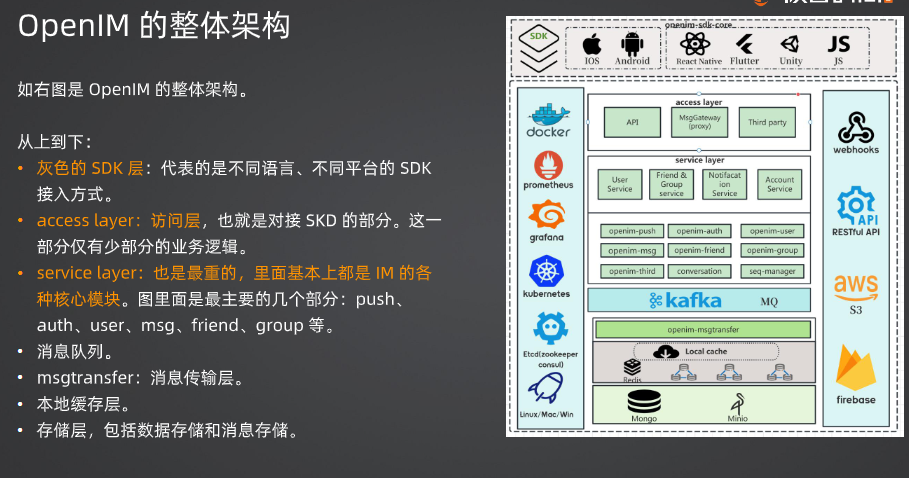 OpenIM 的整体架构
如右图是 OpenIM 的整体架构。
从上到下：
• 灰色的 SDK 层：代表的是不同语言、不同平台的 SDK
接入方式。
• access layer：访问层，也就是对接 SKD 的部分。这一
部分仅有少部分的业务逻辑。
• service layer：也是最重的，里面基本上都是 IM 的各
种核心模块。图里面是最主要的几个部分：push、
auth、user、msg、friend、group 等。
• 消息队列。
• msgtransfer：消息传输层。
• 本地缓存层。
• 存储层，包括数据存储和消息存储。
openim-sdk-core
SDK
IOS
Android
React Native
Flutter
Unity
JS
JS
docker
prometheus
grafana
kubernetes
Etcd(zookeeper
consul)
Linux/Mac/Win
access layer
API
MsgGateway
(proxy)
Third party
service layer
User
Service
Friend &
Group
service
Notifacat
ion
Service
Account
Service
openim-push
openim-auth
openim-user
openim-msg
openim-friend
openim-group
openim-third
conversation
seq-manager
kafka
MQ
openim-msgtransfer
Local cache
Redis
Mongo
Minio
webhooks
API
RESTful API
aws
S3
firebase